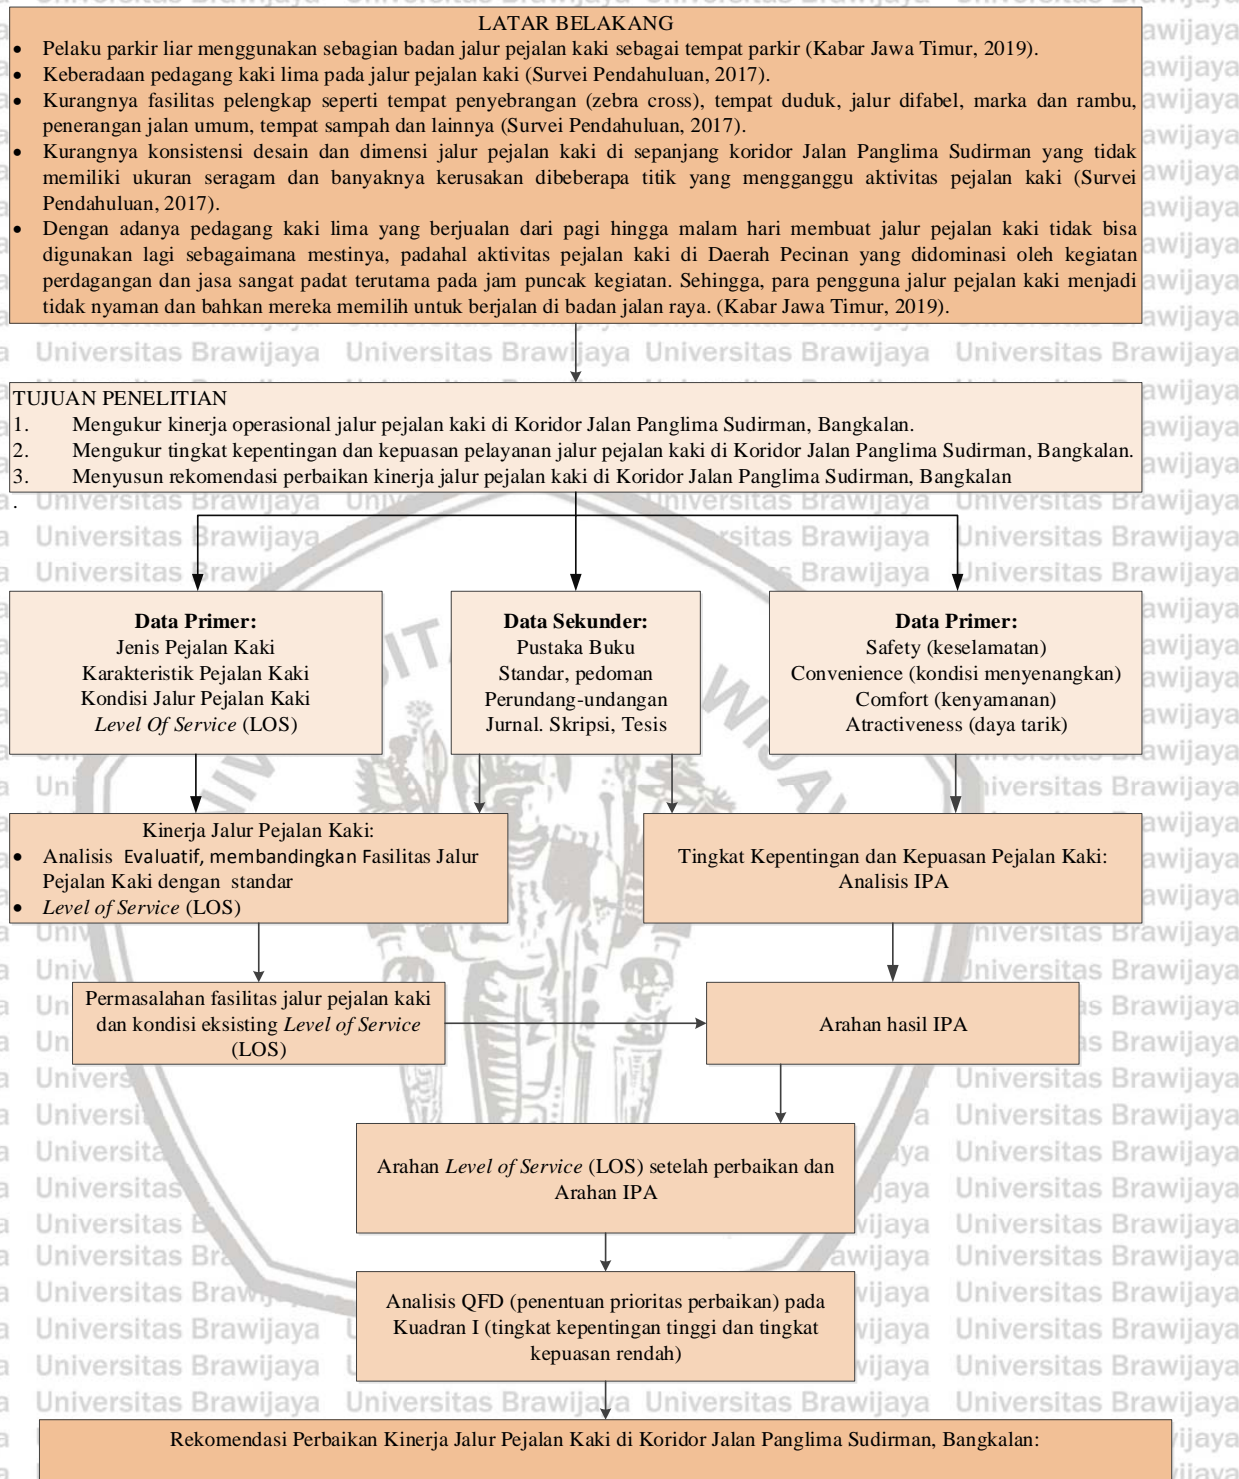 LATAR BELAKANG
• Pelaku parkir liar menggunakan sebagian badan jalur pejalan kaki sebagai tempat parkir (Kabar Jawa Timur, 2019).
• Keberadaan pedagang kaki lima pada jalur pejalan kaki (Survei Pendahuluan, 2017).
• Kurangnya fasilitas pelengkap seperti tempat penyebrangan (zebra cross), tempat duduk, jalur difabel, marka dan rambu,
penerangan jalan umum, tempat sampah dan lainnya (Survei Pendahuluan, 2017).
• Kurangnya konsistensi desain dan dimensi jalur pejalan kaki di sepanjang koridor Jalan Panglima Sudirman yang tidak
memiliki ukuran seragam dan banyaknya kerusakan dibeberapa titik yang mengganggu aktivitas pejalan kaki (Survei
Pendahuluan, 2017).
• Dengan adanya pedagang kaki lima yang berjualan dari pagi hingga malam hari membuat jalur pejalan kaki tidak bisa
digunakan lagi sebagaimana mestinya, padahal aktivitas pejalan kaki di Daerah Pecinan yang didominasi oleh kegiatan
perdagangan dan jasa sangat padat terutama pada jam puncak kegiatan. Sehingga, para pengguna jalur pejalan kaki menjadi
tidak nyaman dan bahkan mereka memilih untuk berjalan di badan jalan raya. (Kabar Jawa Timur, 2019).
TUJUAN PENELITIAN
1. Mengukur kinerja operasional jalur pejalan kaki di Koridor Jalan Panglima Sudirman, Bangkalan.
2. Mengukur tingkat kepentingan dan kepuasan pelayanan jalur pejalan kaki di Koridor Jalan Panglima Sudirman, Bangkalan.
3. Menyusun rekomendasi perbaikan kinerja jalur pejalan kaki di Koridor Jalan Panglima Sudirman, Bangkalan
.
Data Primer:
Jenis Pejalan Kaki
Karakteristik Pejalan Kaki
Kondisi Jalur Pejalan Kaki
Level Of Service (LOS)
Data Sekunder:
Pustaka Buku
Standar, pedoman
Perundang-undangan
Jurnal. Skripsi, Tesis
Data Primer:
Safety (keselamatan)
Convenience (kondisi menyenangkan)
Comfort (kenyamanan)
Atractiveness (daya tarik)
Kinerja Jalur Pejalan Kaki:
• Analisis Evaluatif, membandingkan Fasilitas Jalur
Pejalan Kaki dengan standar
• Level of Service (LOS)
Tingkat Kepentingan dan Kepuasan Pejalan Kaki:
Analisis IPA
Permasalahan fasilitas jalur pejalan kaki
dan kondisi eksisting Level of Service
(LOS)
Arahan hasil IPA
Arahan Level of Service (LOS) setelah perbaikan dan
Arahan IPA
Analisis QFD (penentuan prioritas perbaikan) pada
Kuadran I (tingkat kepentingan tinggi dan tingkat
kepuasan rendah)
Rekomendasi Perbaikan Kinerja Jalur Pejalan Kaki di Koridor Jalan Panglima Sudirman, Bangkalan: